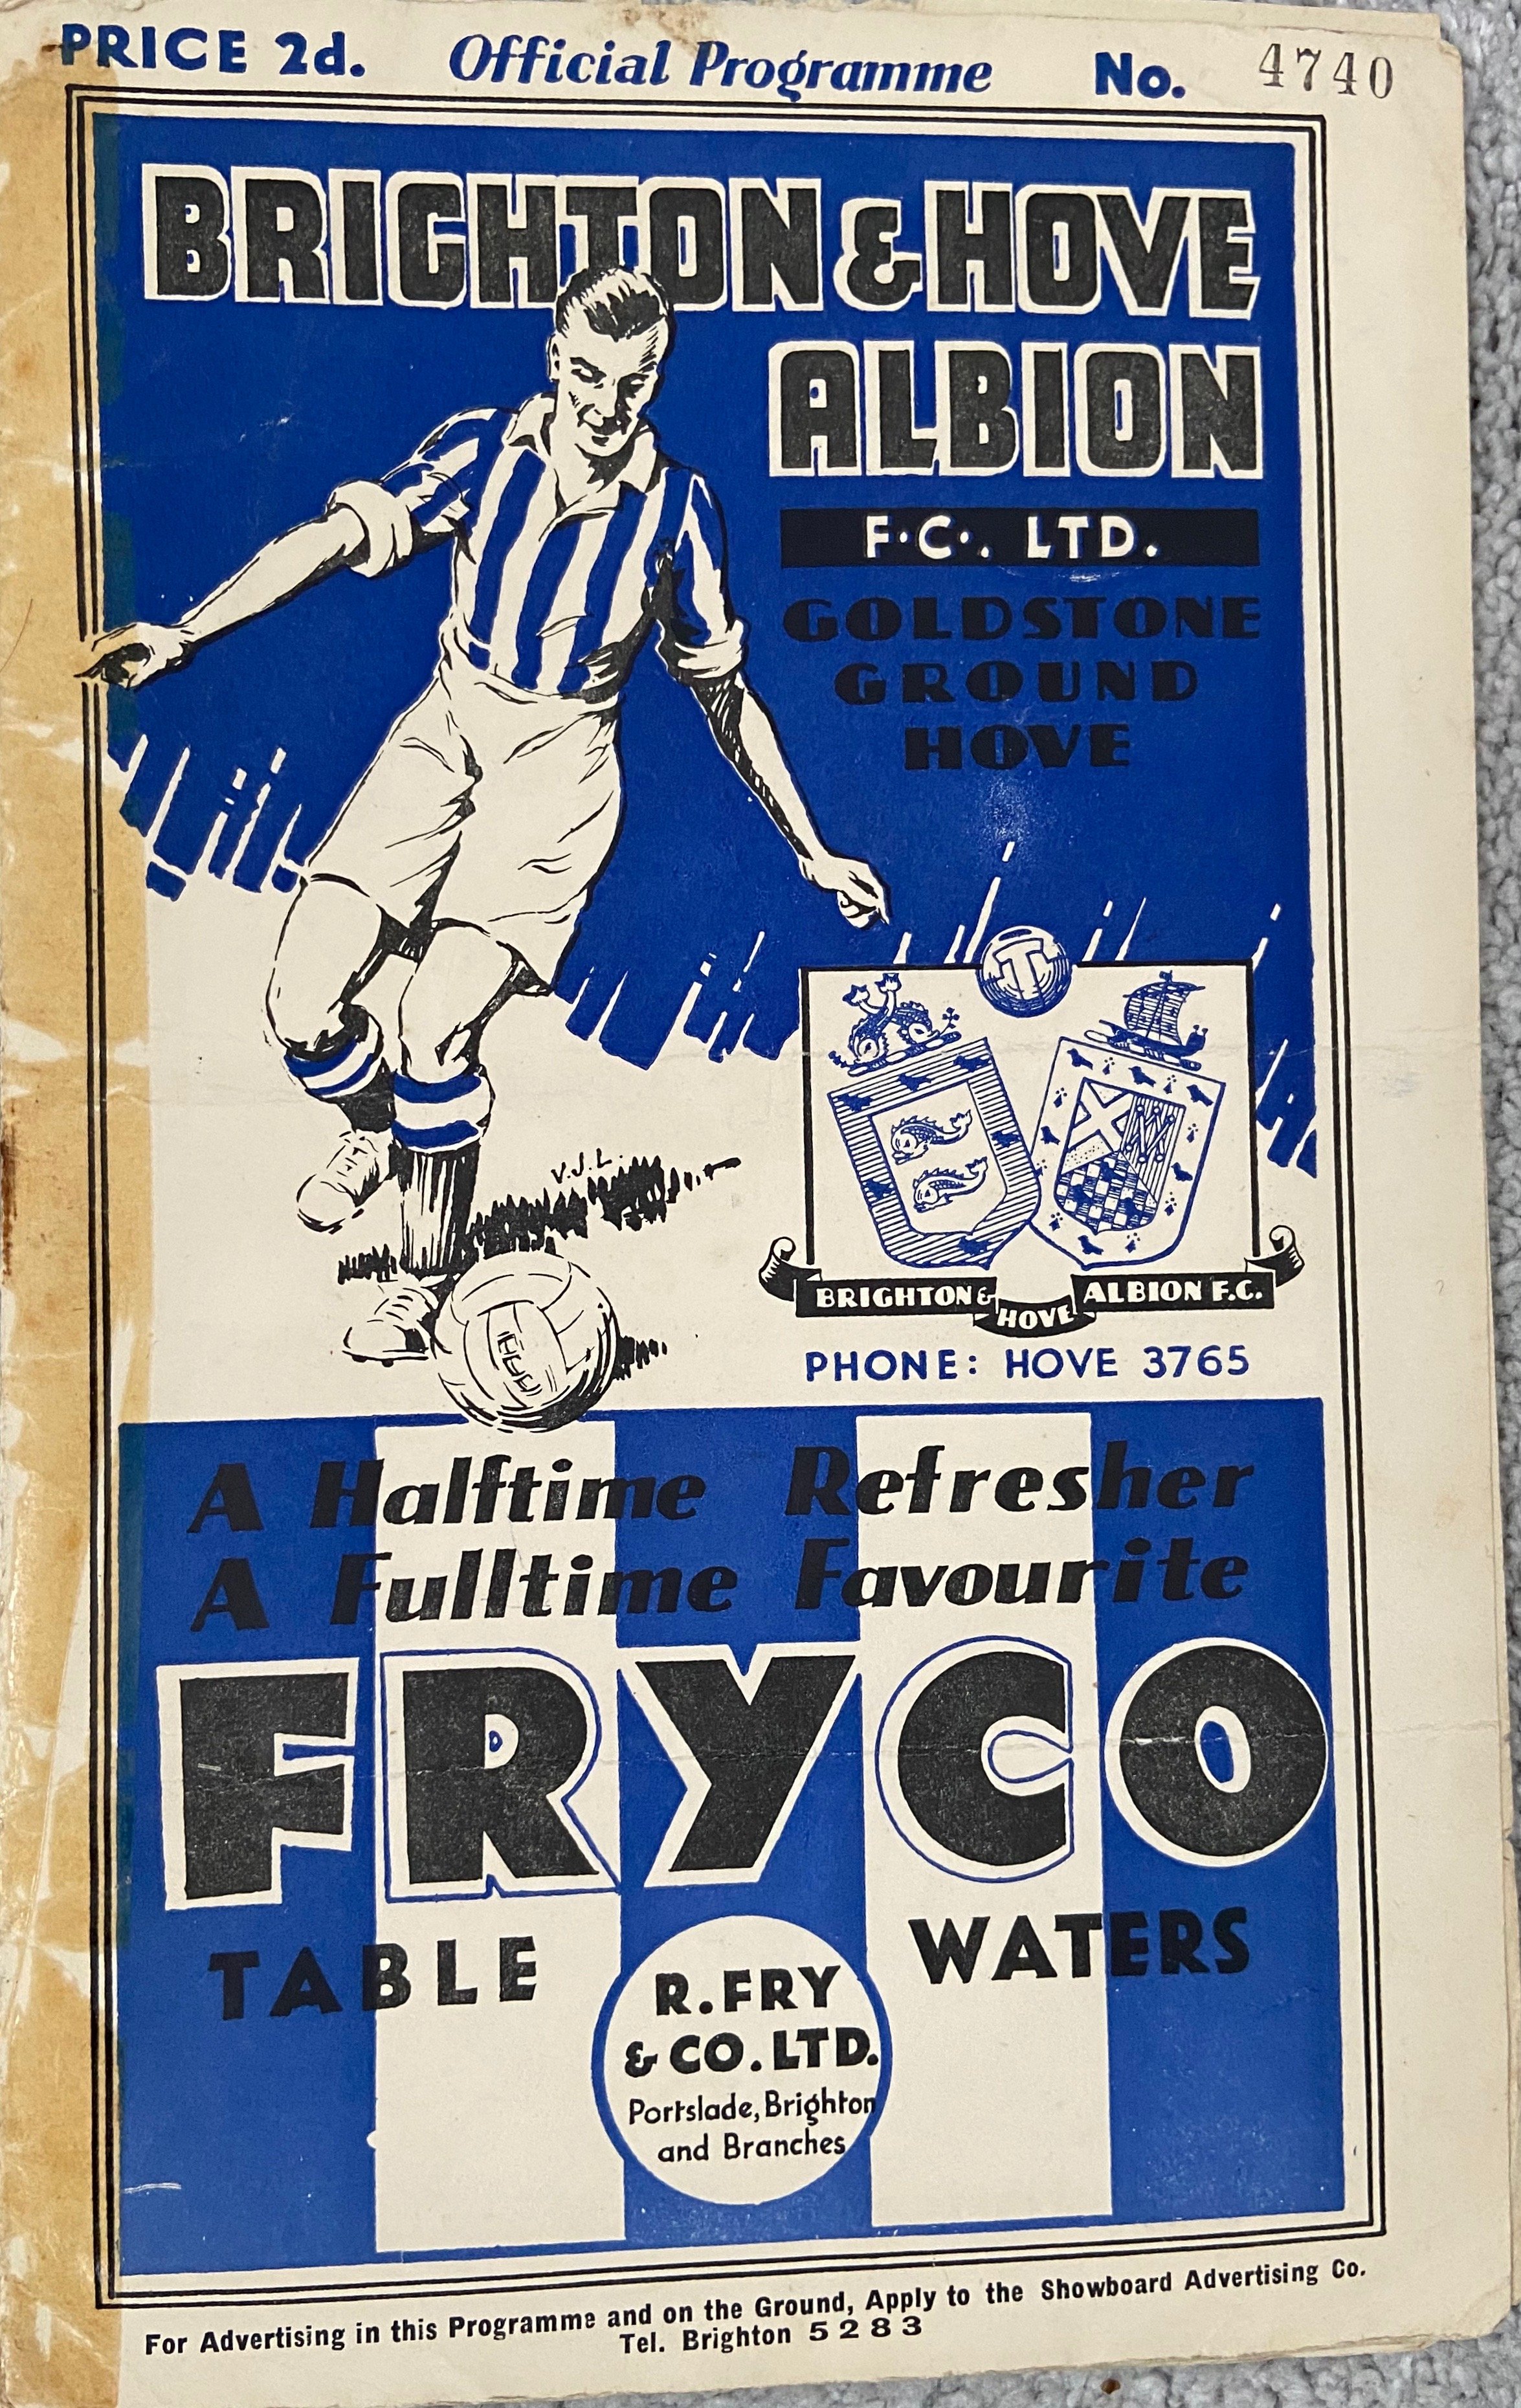 PRICE 2d. Official Programme No. 4740
BRIGHTON & HOVE
ALBION
F.C. LTD.
GOLDSTONE
GROUND
HOVE
V.J.L.
T
BRIGHTON & HOVE ALBION F.C.
PHONE: HOVE 3765
A Halftime Refresher
A Fulltime Favourite
FRYCO
TABLE WATERS
R. FRY
& CO. LTD.
Portslade, Brighton
and Branches
For Advertising in this Programme and on the Ground, Apply to the Showboard Advertising Co.
Tel. Brighton 5283